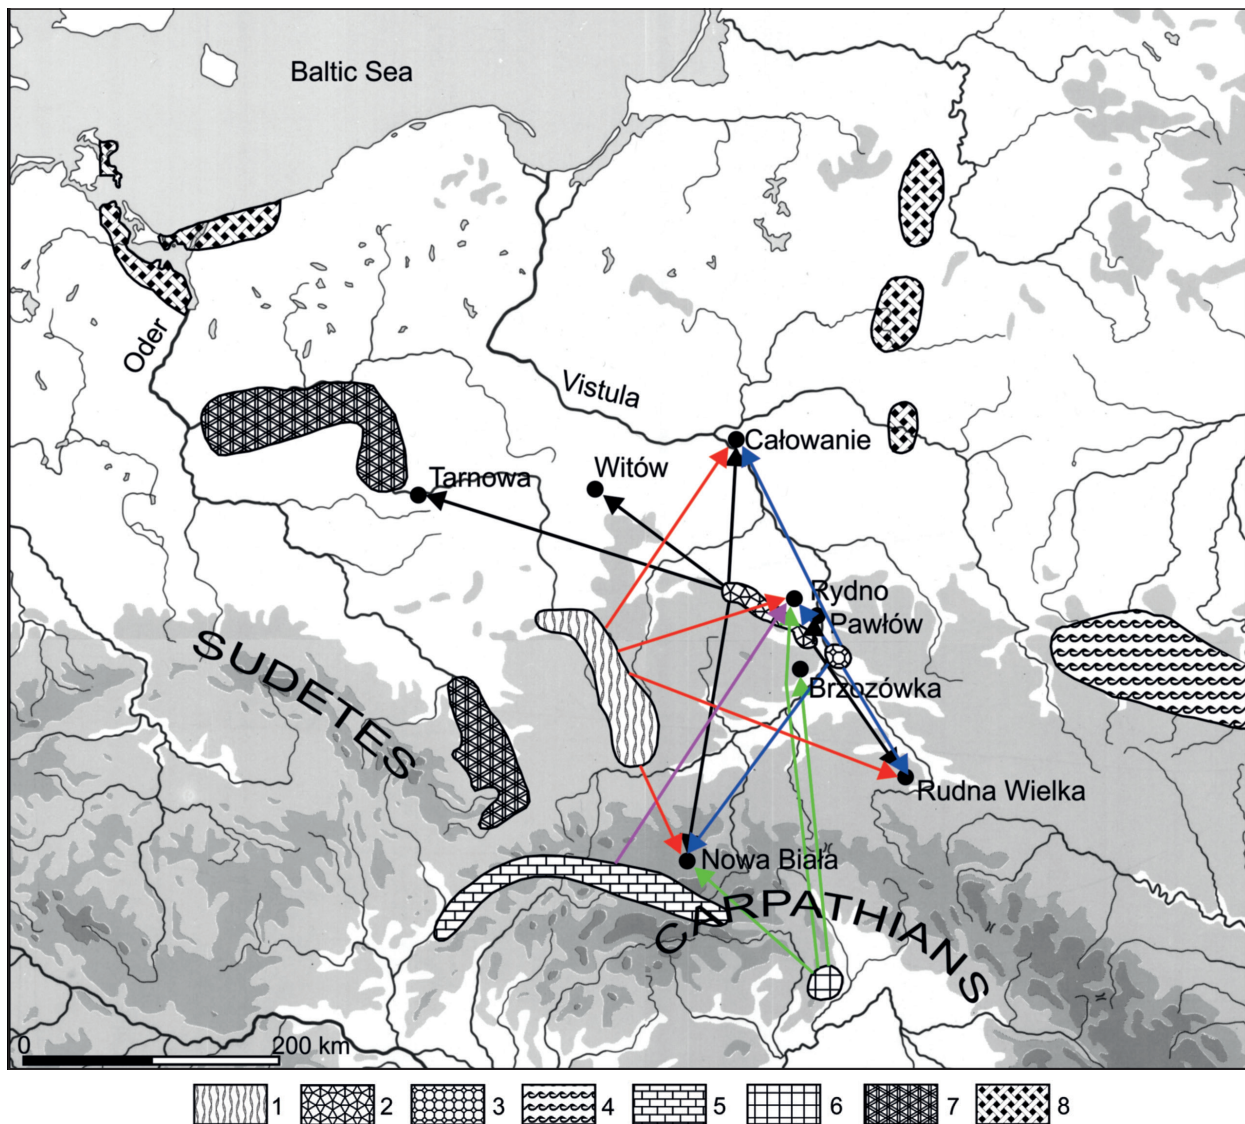 Baltic Sea
Oder
Vistula
Całowanie
Witów
Tarnowa
Rydno
Pawłów
Brzozówka
SUDETES
Rudna Wielka
Nowa Biała
CARPATHIANS
0 200 km
1 2 3 4 5 6 7 8